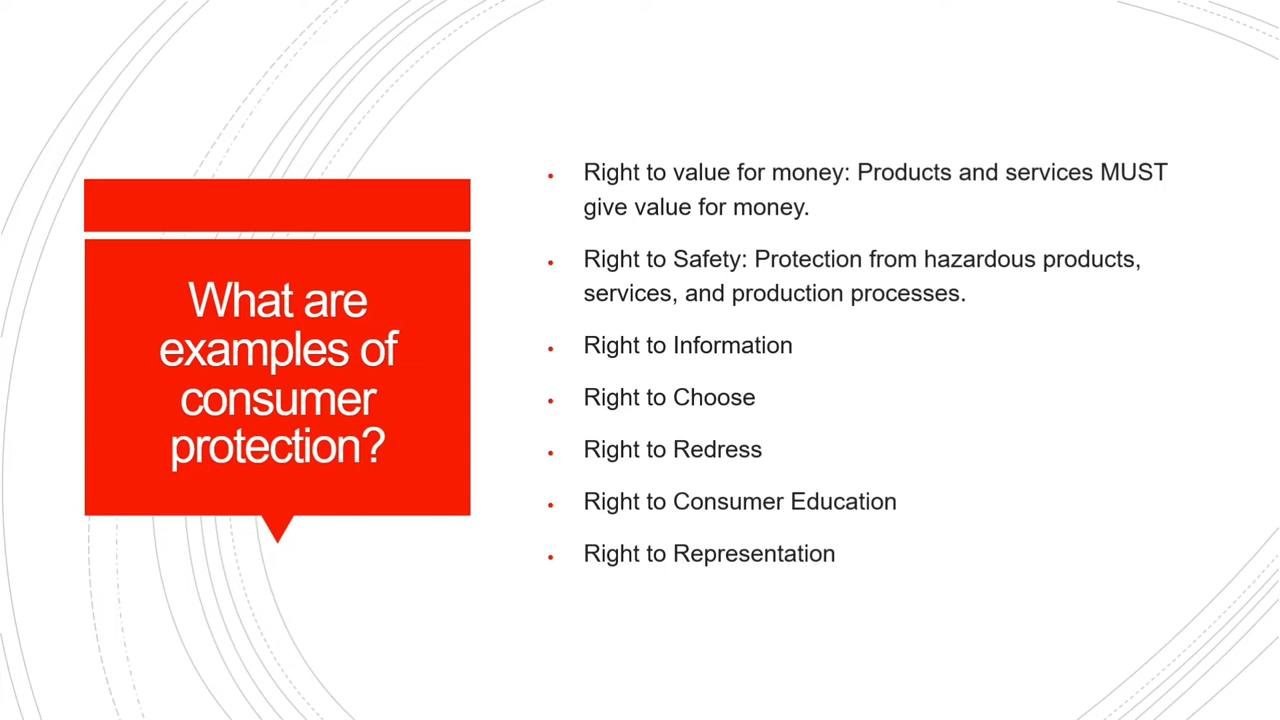 What are
examples of
consumer
protection?
• Right to value for money: Products and services MUST
give value for money.
• Right to Safety: Protection from hazardous products,
services, and production processes.
• Right to Information
• Right to Choose
• Right to Redress
• Right to Consumer Education
• Right to Representation